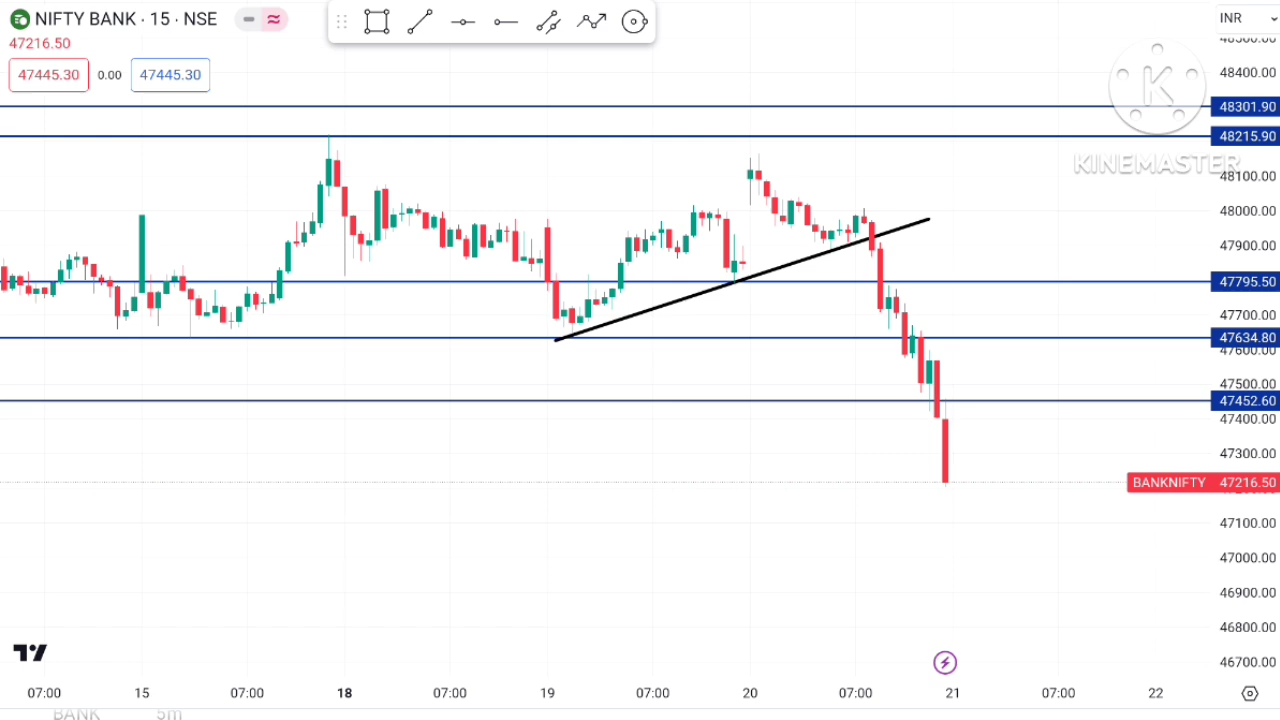 NIFTY BANK · 15 · NSE
47216.50
47445.30 0.00 47445.30
INR
48500.00
48400.00
48301.90
48215.90
48100.00
48000.00
47900.00
47795.50
47700.00
47634.80
47600.00
47500.00
47452.60
47400.00
47300.00
BANKNIFTY 47216.50
47100.00
47000.00
46900.00
46800.00
46700.00
K
KINEMASTER
07:00 15 07:00 18 07:00 19 07:00 20 07:00 21 07:00 22
BANK 5m